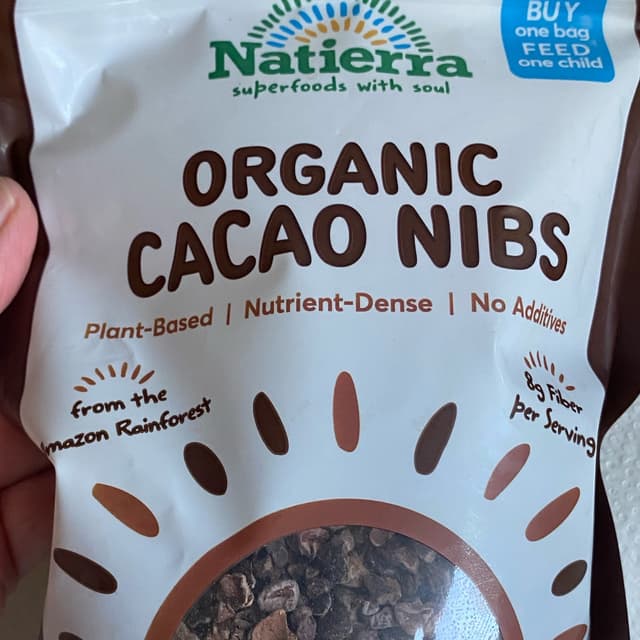 Natierra
superfoods with soul
BUY
one bag
FEED
one child
ORGANIC
CACAO NIBS
Plant-Based | Nutrient-Dense | No Additives
from the
mazon Rainforest
8g Fiber
per Serving